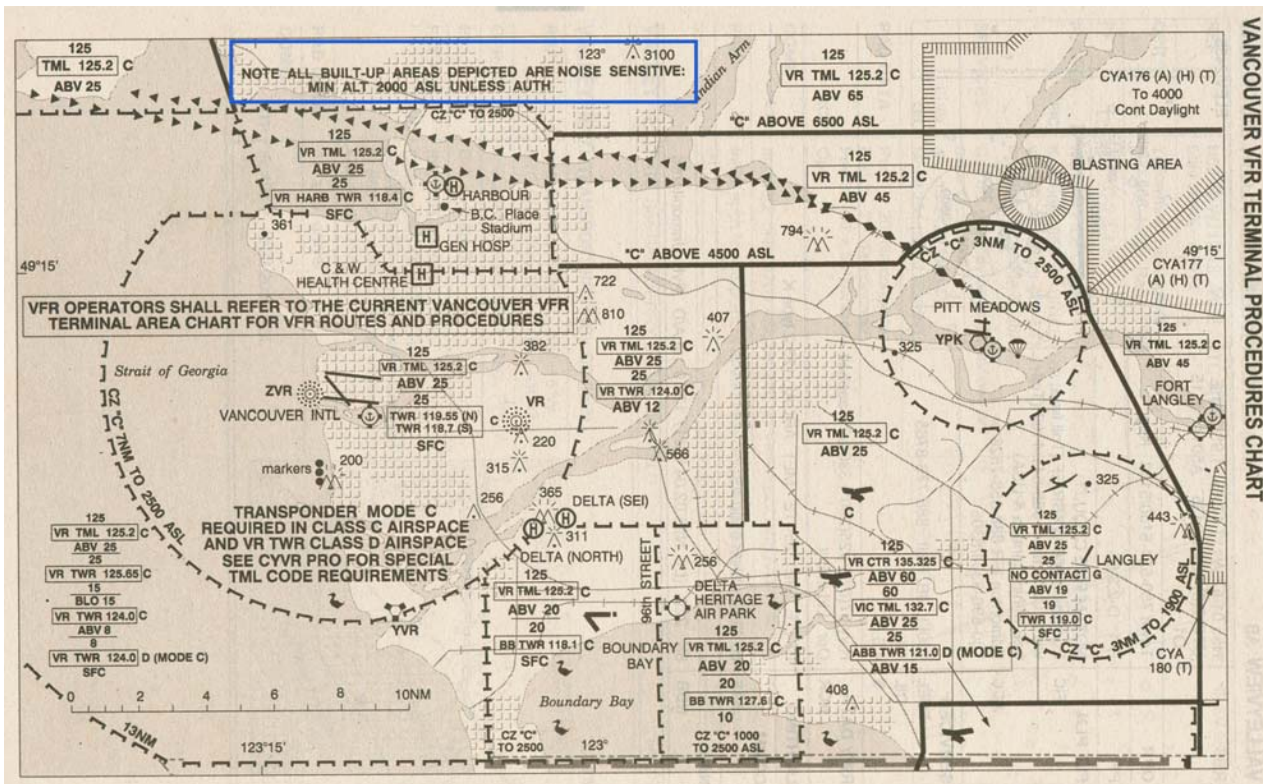 VANCOUVER VFR TERMINAL PROCEDURES CHART
125
TML 125.2 C
ABV 25
NOTE ALL BUILT-UP AREAS DEPICTED ARE NOISE SENSITIVE:
MIN ALT 2000 ASL UNLESS AUTH
123°
3100
Indian Arm
125
VR TML 125.2 C
ABV 65
CYA176 (A) (H) (T)
To 4000
Cont Daylight
CZ "C" TO 2500
"C" ABOVE 6500 ASL
125
VR TML 125.2 C
ABV 25
25
VR HARB TWR 118.4 C
SFC
HARBOUR
B.C. Place
Stadium
H
GEN HOSP
361
125
VR TML 125.2 C
ABV 45
BLASTING AREA
794
49°15'
C & W
HEALTH CENTRE
H
"C" ABOVE 4500 ASL
CZ "C" 3NM TO 2500 ASL
49°15'
CYA177
(A) (H) (T)
VFR OPERATORS SHALL REFER TO THE CURRENT VANCOUVER VFR
TERMINAL AREA CHART FOR VFR ROUTES AND PROCEDURES
722
810
407
PITT MEADOWS
YPK
325
125
VR TML 125.2 C
ABV 45
FORT
LANGLEY
Strait of Georgia
382
125
VR TML 125.2 C
ABV 25
25
VR TWR 124.0 C
ABV 12
125
VR TML 125.2 C
ABV 25
25
TWR 119.55 (N)
TWR 118.7 (S)
C
SFC
ZVR
VANCOUVER INTL
VR
220
315
566
CZ "C" 7NM TO 2500 ASL
markers
200
256
365
311
H
H
DELTA (SEI)
DELTA (NORTH)
125
VR TML 125.2 C
ABV 25
C
325
443
125
VR TML 125.2 C
ABV 25
25
NO CONTACT G
ABV 19
19
TWR 119.0 C
SFC
LANGLEY
CZ "C" 3NM TO 1900 ASL
CYA
180 (T)
TRANSPONDER MODE C
REQUIRED IN CLASS C AIRSPACE
AND VR TWR CLASS D AIRSPACE
SEE CYVR PRO FOR SPECIAL
TML CODE REQUIREMENTS
YVR
125
VR TML 125.2 C
ABV 25
25
VR TWR 125.65 C
15
BLO 15
VR TWR 124.0 C
ABV 8
8
VR TWR 124.0 D (MODE C)
SFC
125
VR TML 125.2 C
ABV 20
20
BB TWR 118.1 C
SFC
96th STREET
256
DELTA
HERITAGE
AIR PARK
BOUNDARY
BAY
125
VR TML 125.2 C
ABV 20
20
BB TWR 127.6 C
10
CZ "C" 1000
TO 2500 ASL
125
VR CTR 135.325 C
ABV 60
60
VIC TML 132.7 C
ABV 25
25
ABB TWR 121.0 D (MODE C)
ABV 15
408
Boundary Bay
CZ "C"
TO 2500
0 2 4 6 8 10NM
13NM
123°15'
123°